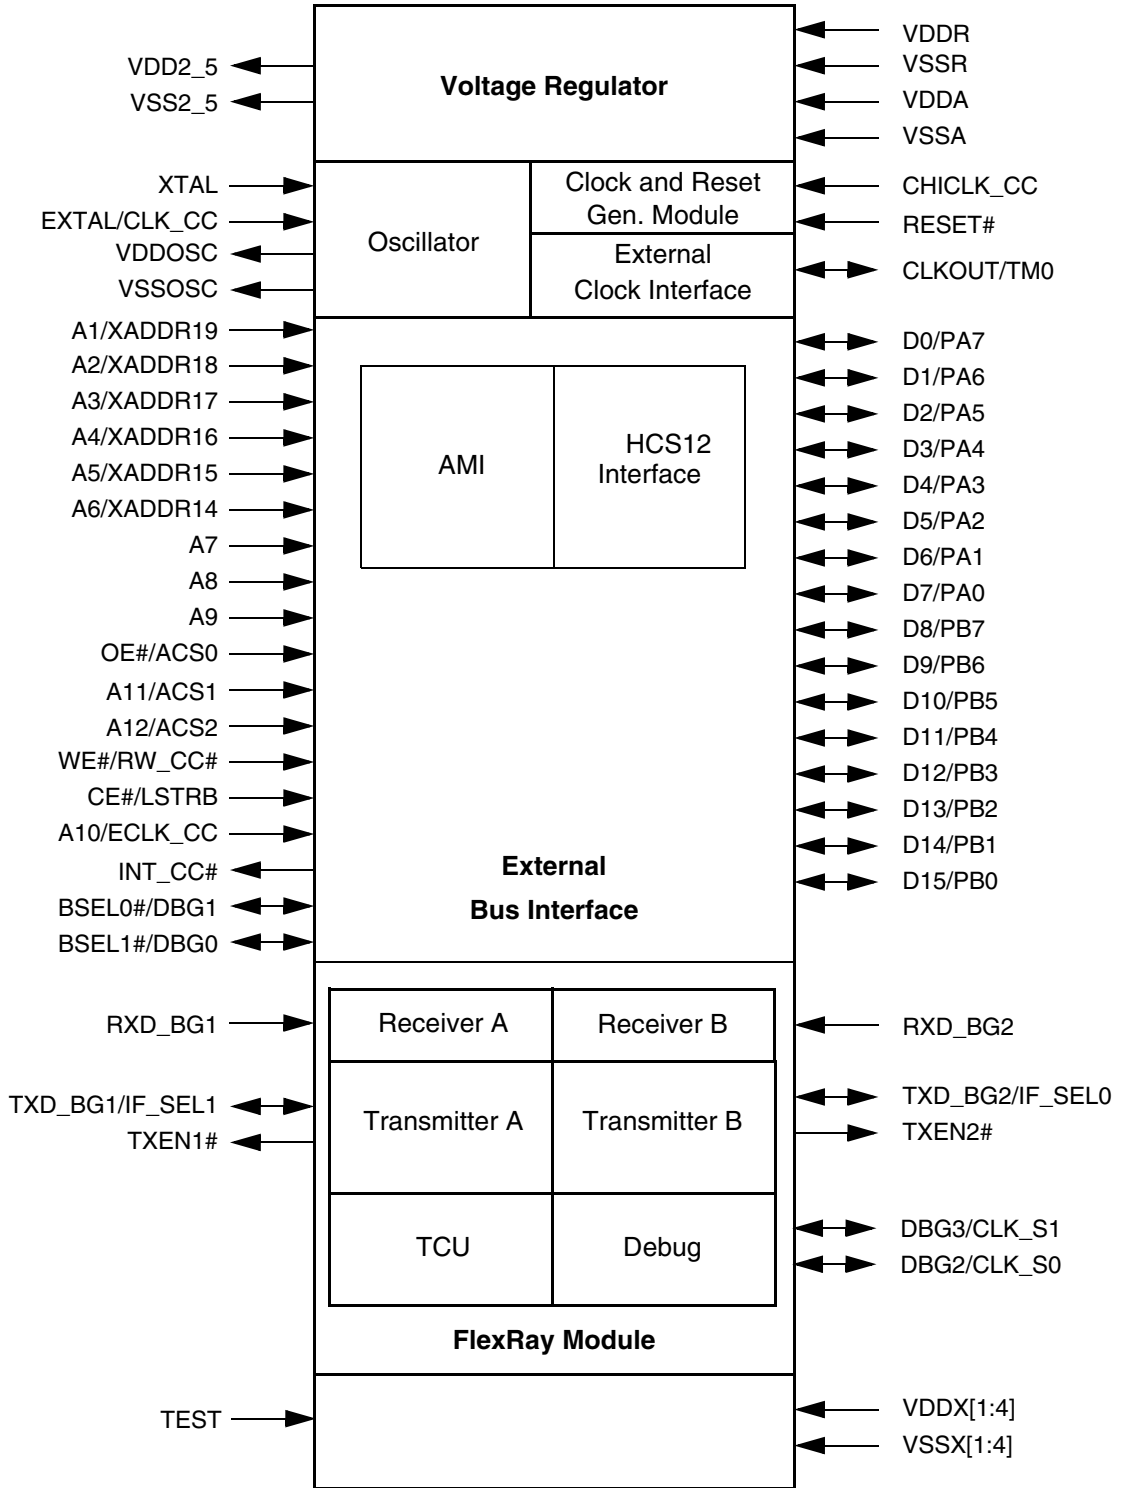 VDD2_5
VSS2_5
Voltage Regulator
VDDR
VSSR
VDDA
VSSA
XTAL
EXTAL/CLK_CC
VDDOSC
VSSOSC
Oscillator
Clock and Reset
Gen. Module
External
Clock Interface
CHICLK_CC
RESET#
CLKOUT/TM0
A1/XADDR19
A2/XADDR18
A3/XADDR17
A4/XADDR16
A5/XADDR15
A6/XADDR14
A7
A8
A9
OE#/ACS0
A11/ACS1
A12/ACS2
WE#/RW_CC#
CE#/LSTRB
A10/ECLK_CC
INT_CC#
BSEL0#/DBG1
BSEL1#/DBG0
AMI
HCS12
Interface
External
Bus Interface
D0/PA7
D1/PA6
D2/PA5
D3/PA4
D4/PA3
D5/PA2
D6/PA1
D7/PA0
D8/PB7
D9/PB6
D10/PB5
D11/PB4
D12/PB3
D13/PB2
D14/PB1
D15/PB0
RXD_BG1
TXD_BG1/IF_SEL1
TXEN1#
Receiver A
Receiver B
Transmitter A
Transmitter B
TCU
Debug
FlexRay Module
RXD_BG2
TXD_BG2/IF_SEL0
TXEN2#
DBG3/CLK_S1
DBG2/CLK_S0
TEST
VDDX[1:4]
VSSX[1:4]